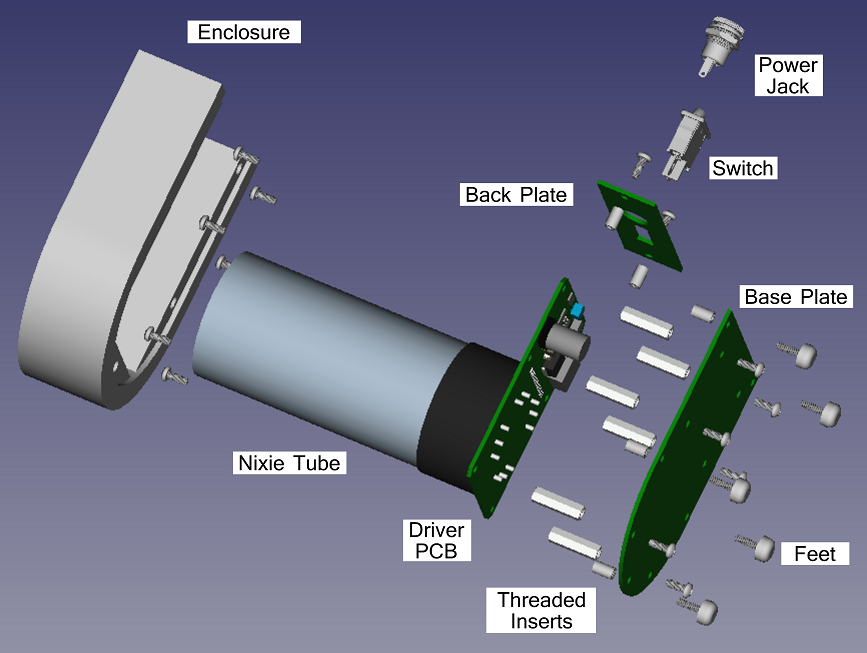 Enclosure
Power
Jack
Switch
Back Plate
Base Plate
Nixie Tube
Driver
PCB
Feet
Threaded
Inserts